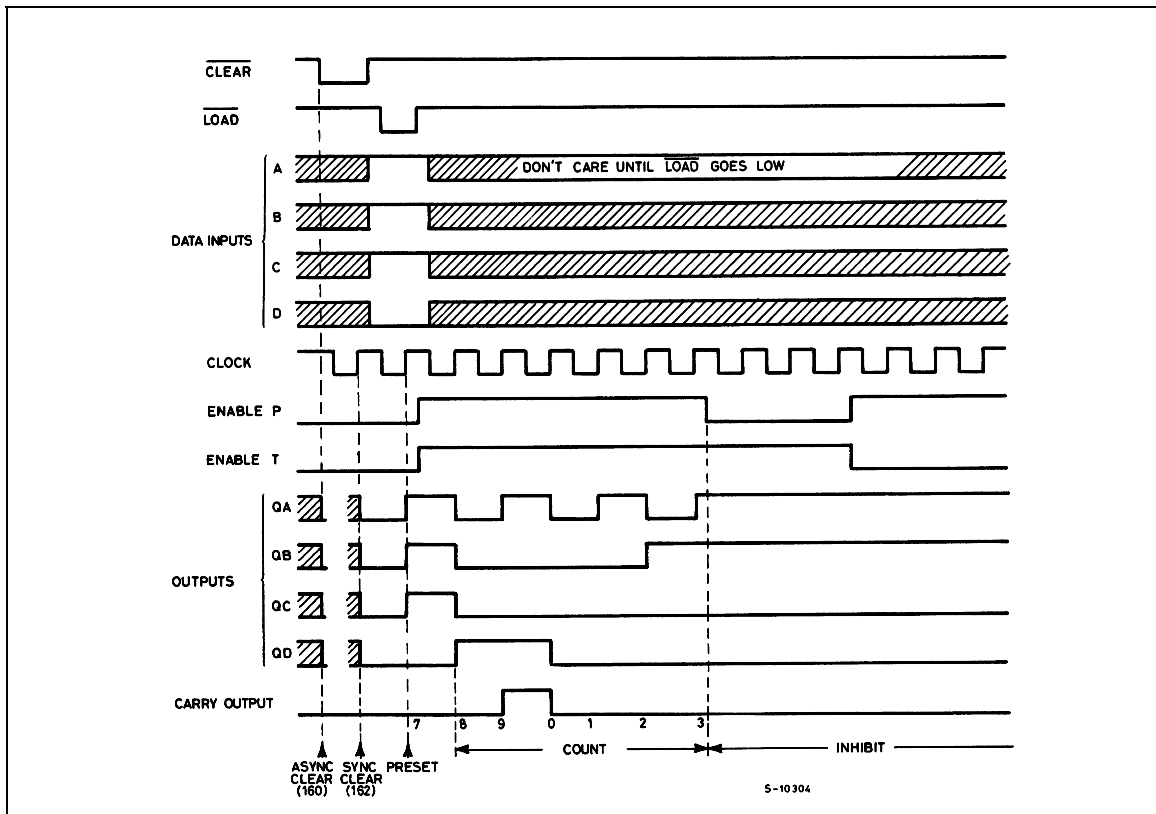 CLEAR
LOAD
A
DON'T CARE UNTIL LOAD GOES LOW
B
DATA INPUTS
C
D
CLOCK
ENABLE P
ENABLE T
QA
QB
OUTPUTS
QC
QD
CARRY OUTPUT
7 8 9 0 1 2 3
COUNT
INHIBIT
ASYNC CLEAR (160)
SYNC CLEAR (162)
PRESET
S-10304